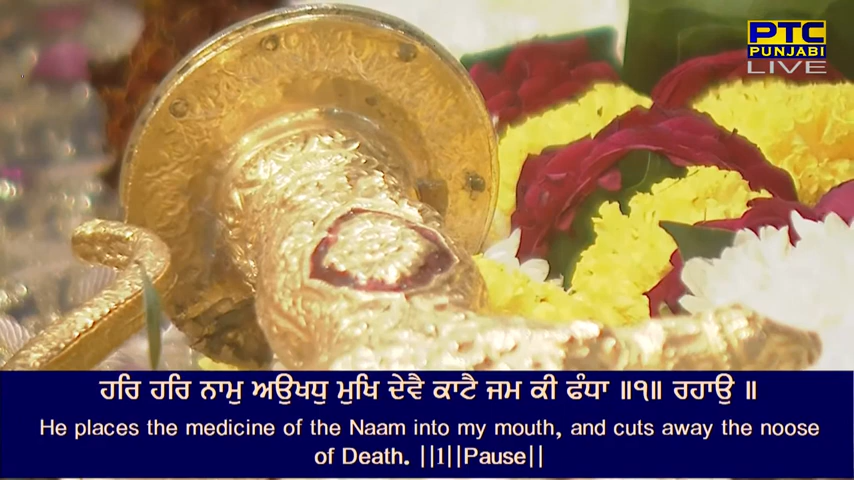 PTC
PUNJABI
LIVE
ਹਰਿ ਹਰਿ ਨਾਮੁ ਅਉਖਧੁ ਮੁਖਿ ਦੇਵੈ ਕਾਟੈ ਜਮ ਕੀ ਫੰਧਾ ॥੧॥ ਰਹਾਉ ॥
He places the medicine of the Naam into my mouth, and cuts away the noose
of Death. ||1||Pause||